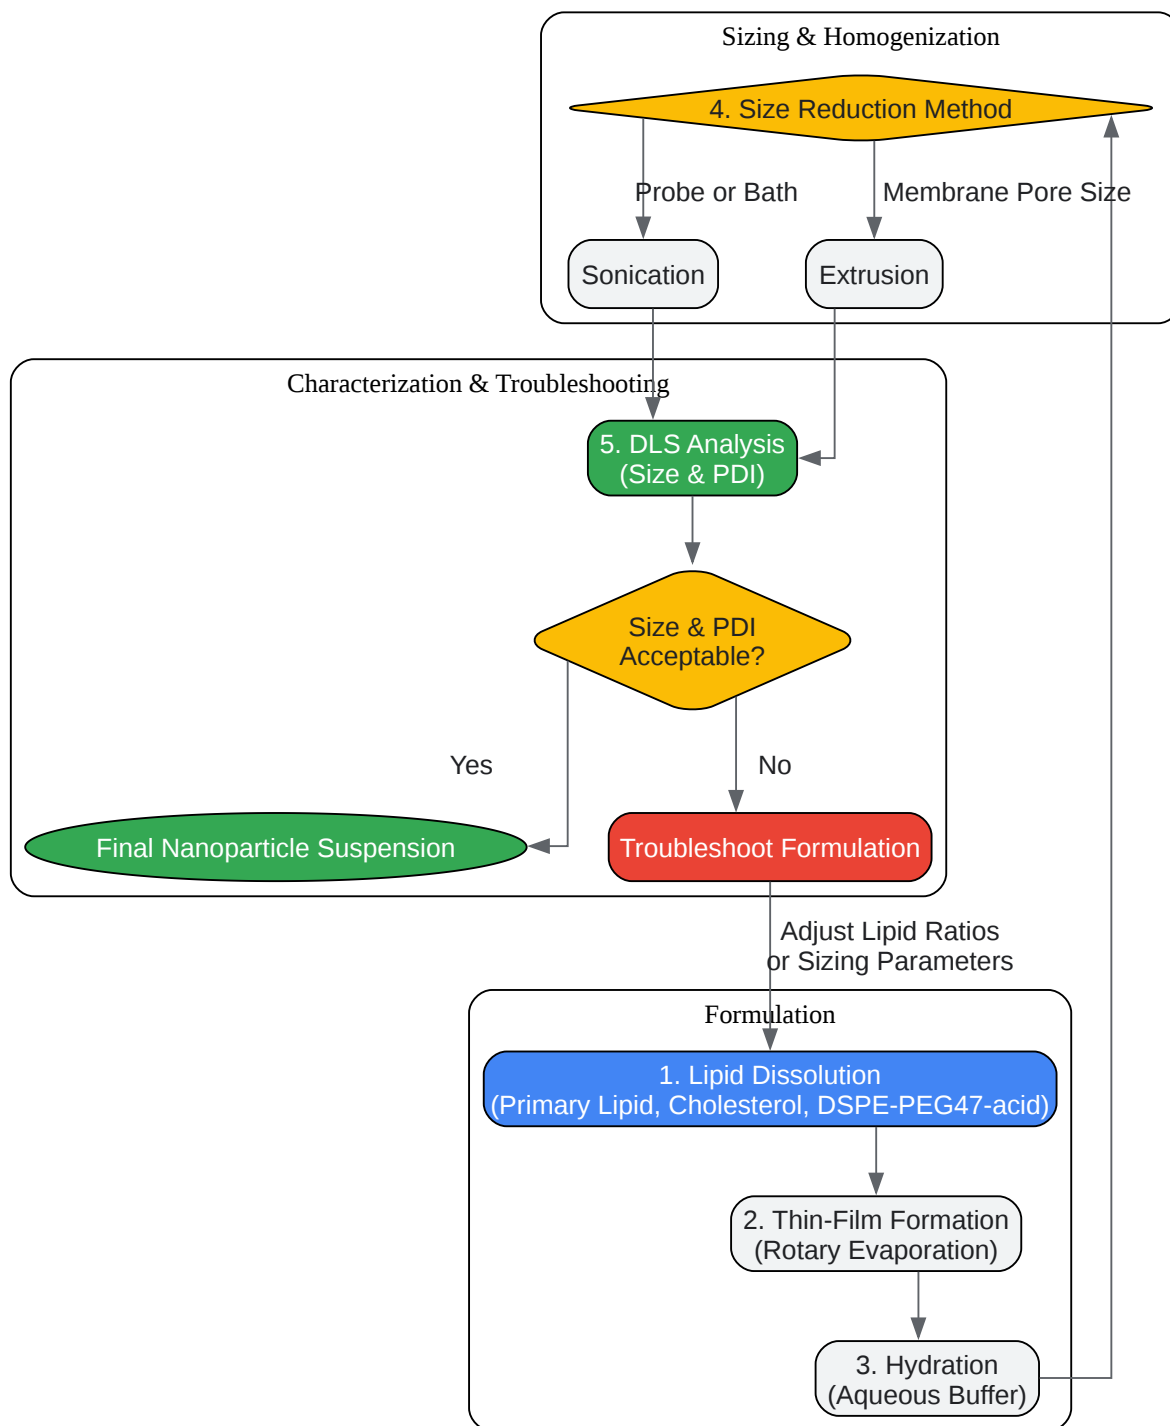 Sizing & Homogenization
4. Size Reduction Method
Probe or Bath
Membrane Pore Size
Sonication
Extrusion
Characterization & Troubleshooting
5. DLS Analysis
(Size & PDI)
Size & PDI
Acceptable?
Yes
No
Final Nanoparticle Suspension
Troubleshoot Formulation
Adjust Lipid Ratios
or Sizing Parameters
Formulation
1. Lipid Dissolution
(Primary Lipid, Cholesterol, DSPE-PEG47-acid)
2. Thin-Film Formation
(Rotary Evaporation)
3. Hydration
(Aqueous Buffer)